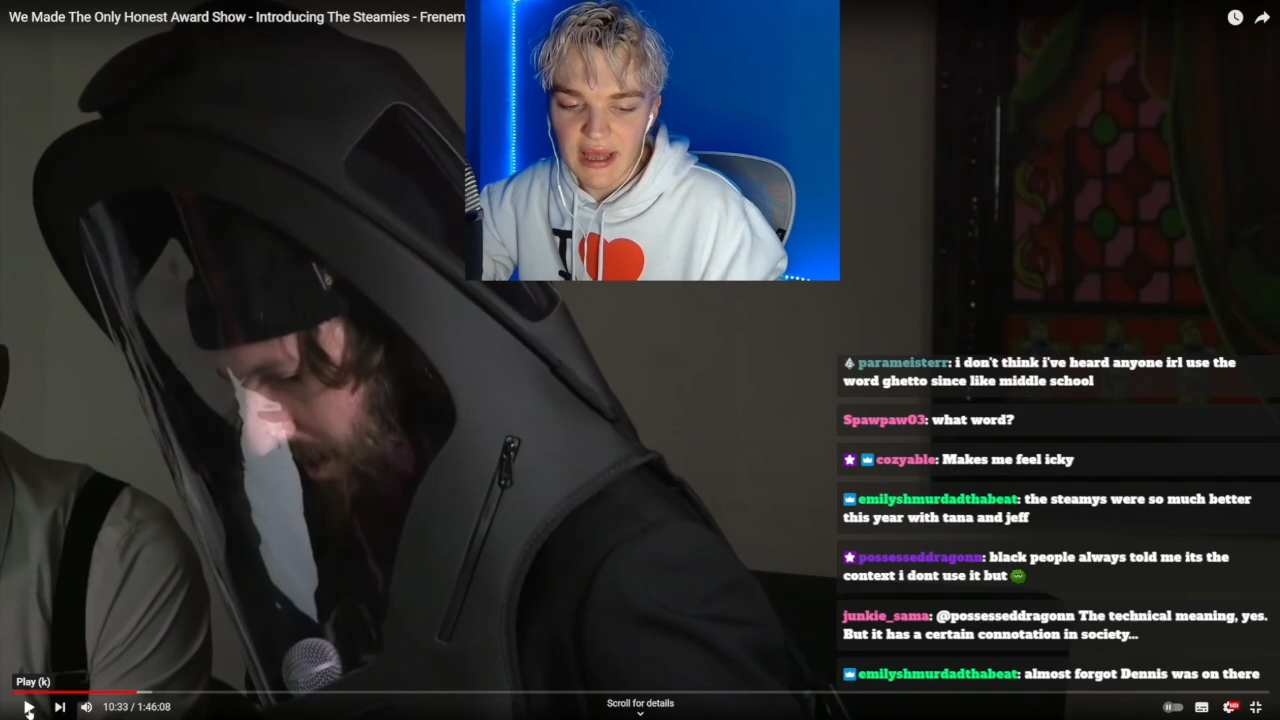 We Made The Only Honest Award Show - Introducing The Steamies - Frenem
I
parameisterr: i don't think i've heard anyone irl use the
word ghetto since like middle school
Spawpaw03: what word?
cozyable: Makes me feel icky
emilyshmurdadthabeat: the steamys were so much better
this year with tana and jeff
possesseddragonn: black people always told me its the
context i dont use it but
junkie_sama: @possesseddragonn The technical meaning, yes.
But it has a certain connotation in society...
emilyshmurdadthabeat: almost forgot Dennis was on there
Play (k)
10:33 / 1:46:08
Scroll for details
HD